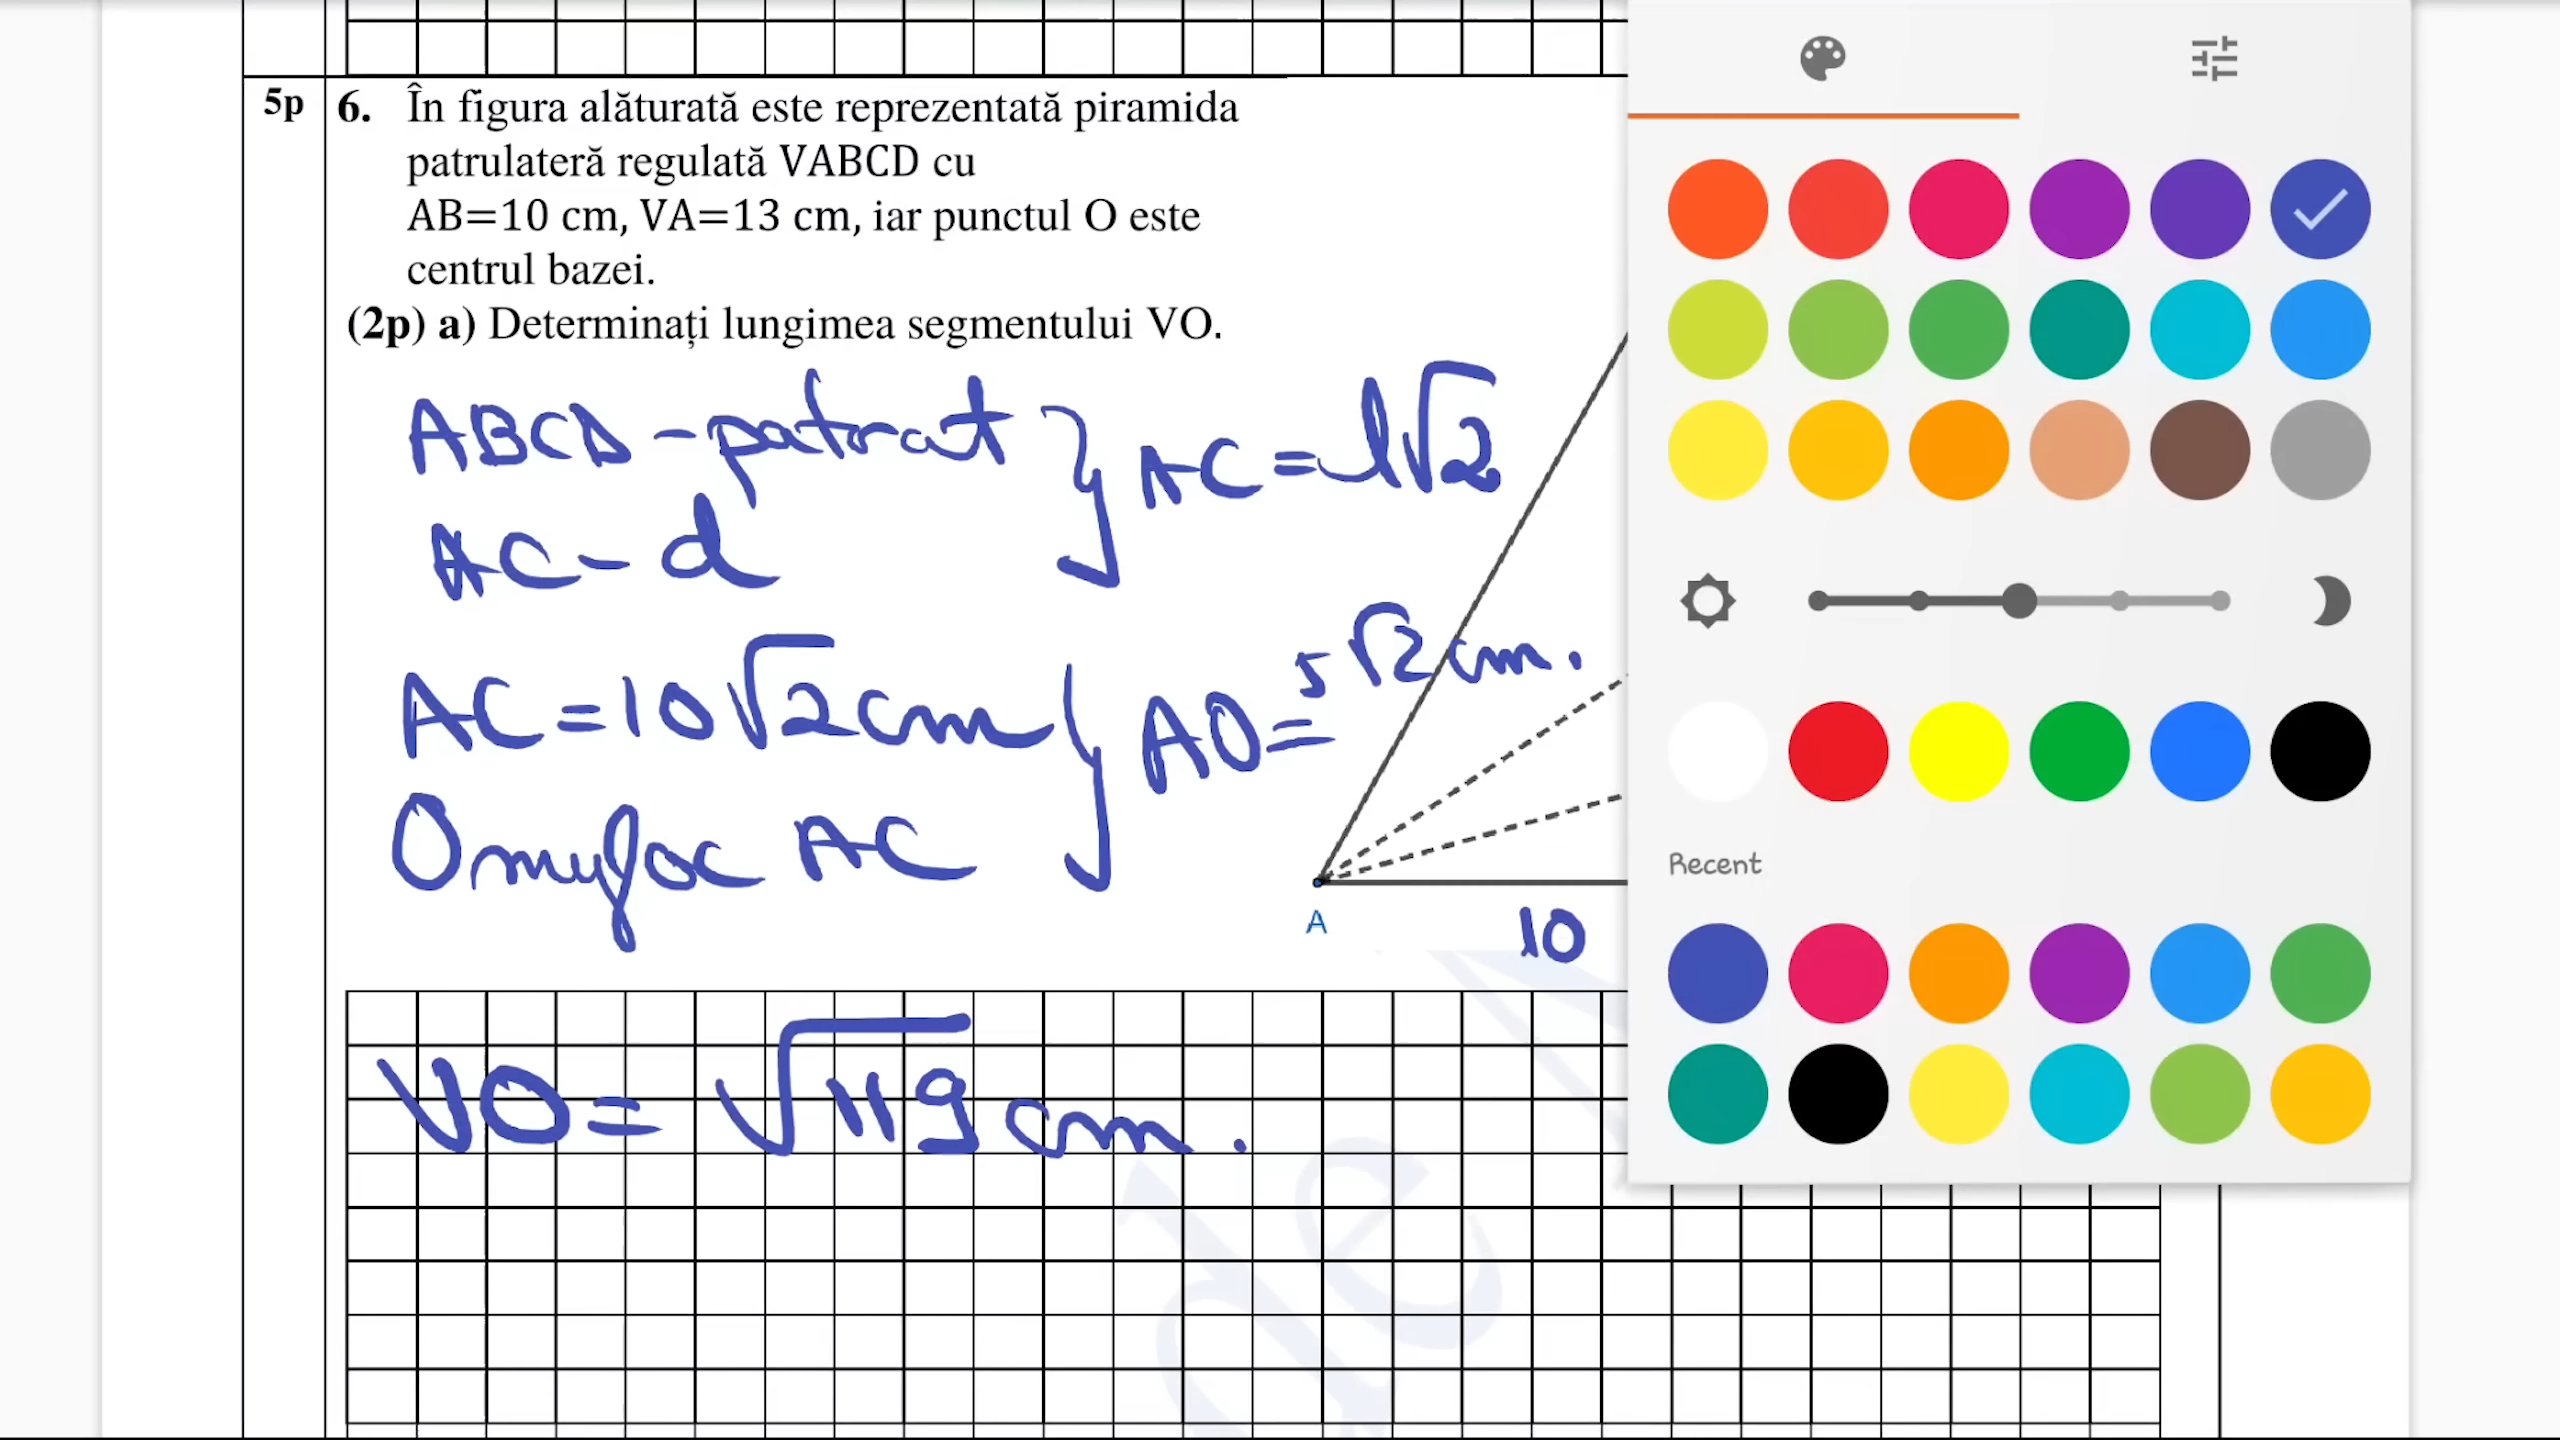 5p 6. În figura alăturată este reprezentată piramida
patrulateră regulată VABCD cu
AB=10 cm, VA=13 cm, iar punctul O este
centrul bazei.
(2p) a) Determinați lungimea segmentului VO.
ABCD - patrat } AC = l√2
AC - d
AC = 10√2 cm } AO = 5√2 cm.
O mijloc AC
A
10
VO = √119 cm.
Recent
de